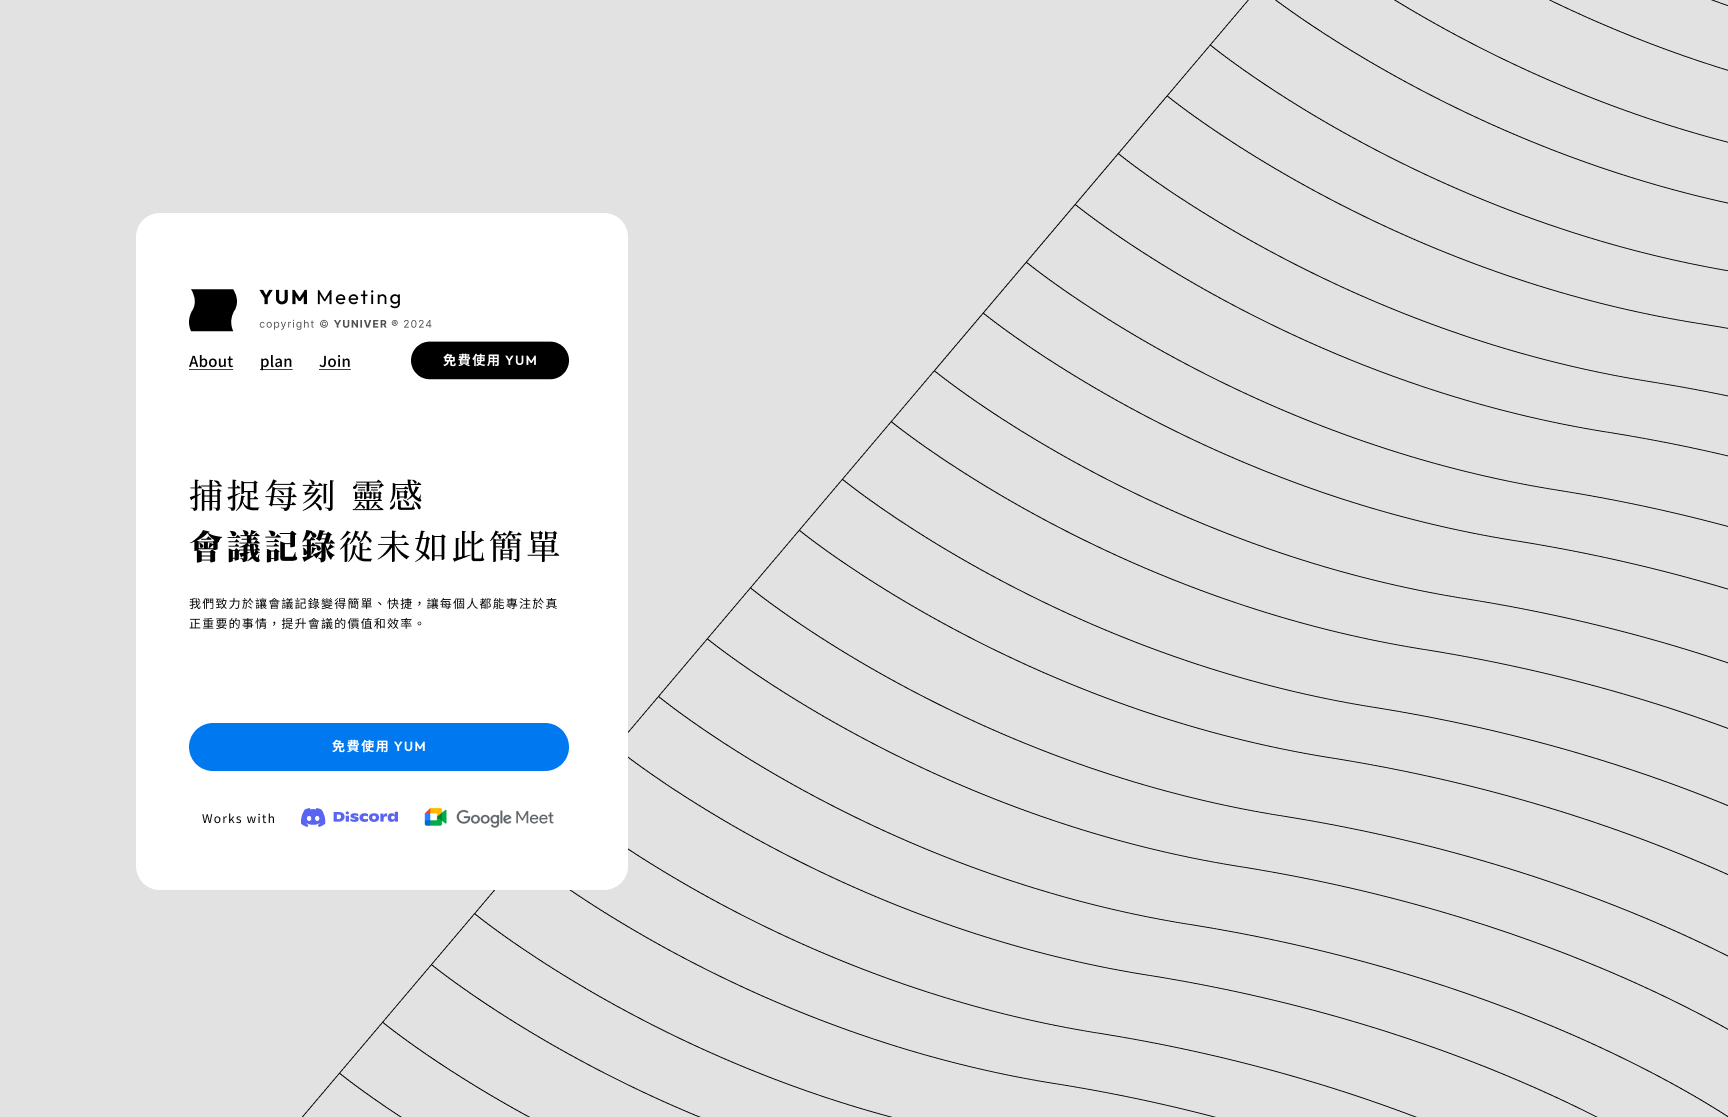 YUM Meeting
copyright © YUNIVER ® 2024
About plan Join 免費使用 YUM
捕捉每刻 靈感
會議記錄從未如此簡單
我們致力於讓會議記錄變得簡單、快捷，讓每個人都能專注於真
正重要的事情，提升會議的價值和效率。
免費使用 YUM
Works with Discord Google Meet